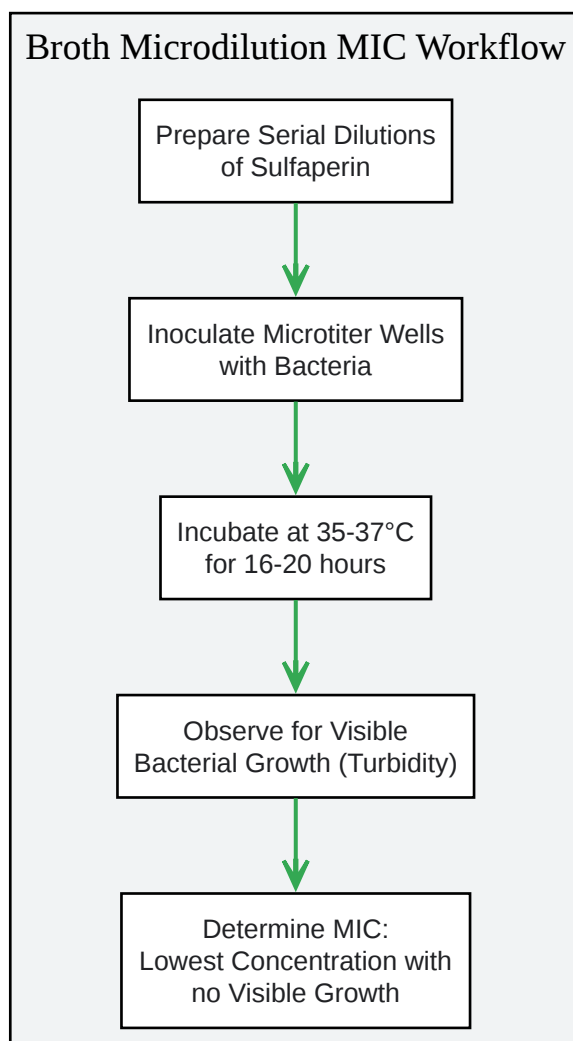 Broth Microdilution MIC Workflow
Prepare Serial Dilutions
of Sulfaperin
Inoculate Microtiter Wells
with Bacteria
Incubate at 35-37°C
for 16-20 hours
Observe for Visible
Bacterial Growth (Turbidity)
Determine MIC:
Lowest Concentration with
no Visible Growth